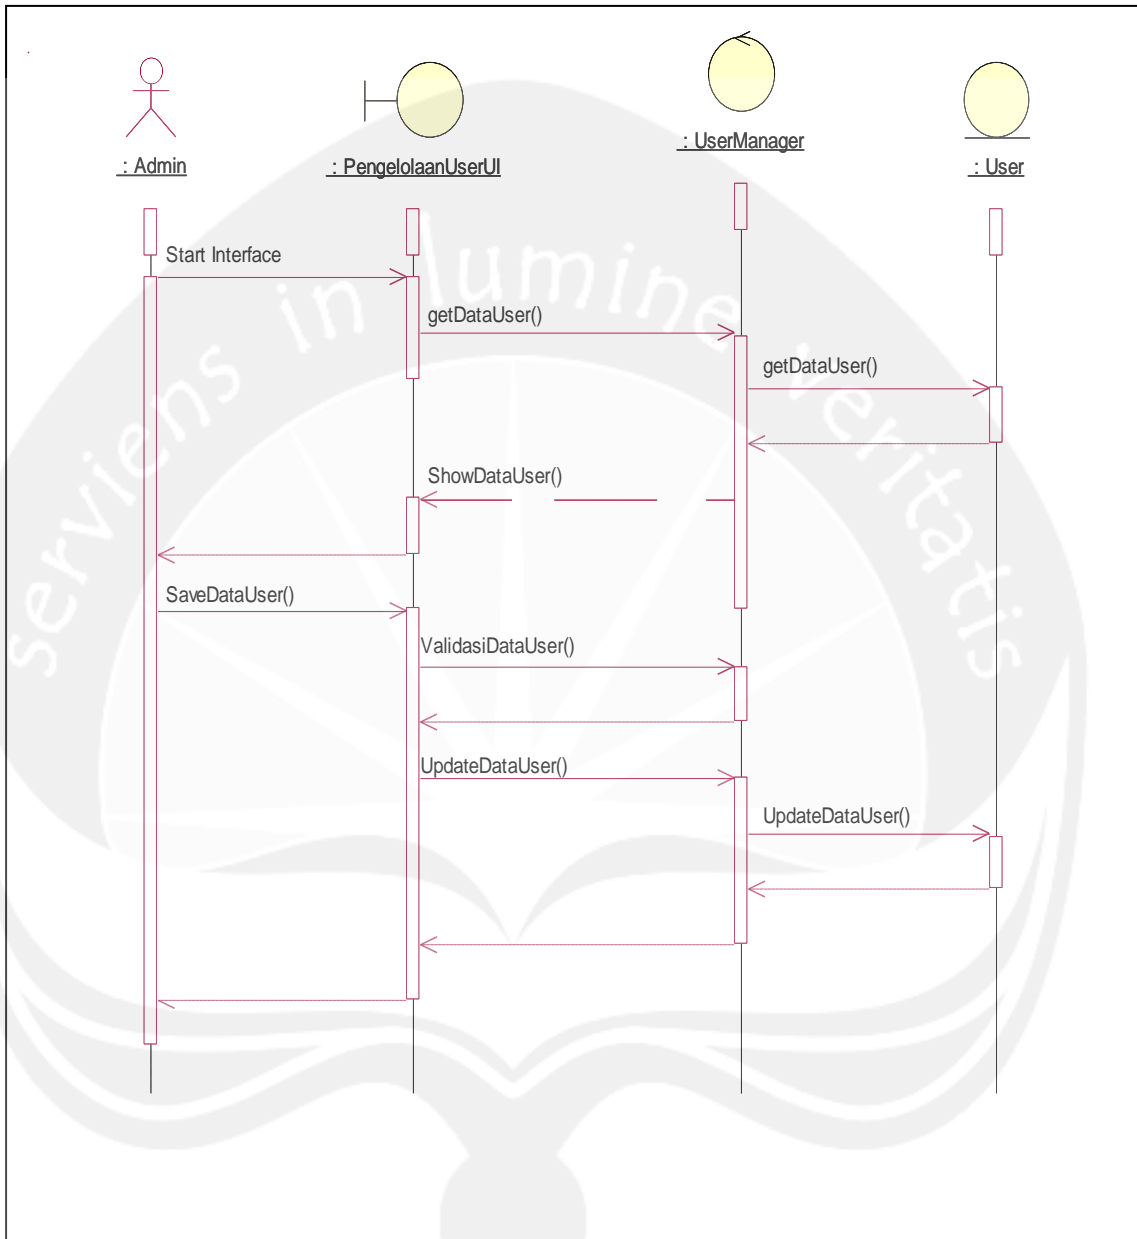 : Admin
: PengelolaanUserUI
: UserManager
: User
Start Interface
getDataUser()
getDataUser()
ShowDataUser()
SaveDataUser()
ValidasiDataUser()
UpdateDataUser()
UpdateDataUser()
serviens in lumine veritatis